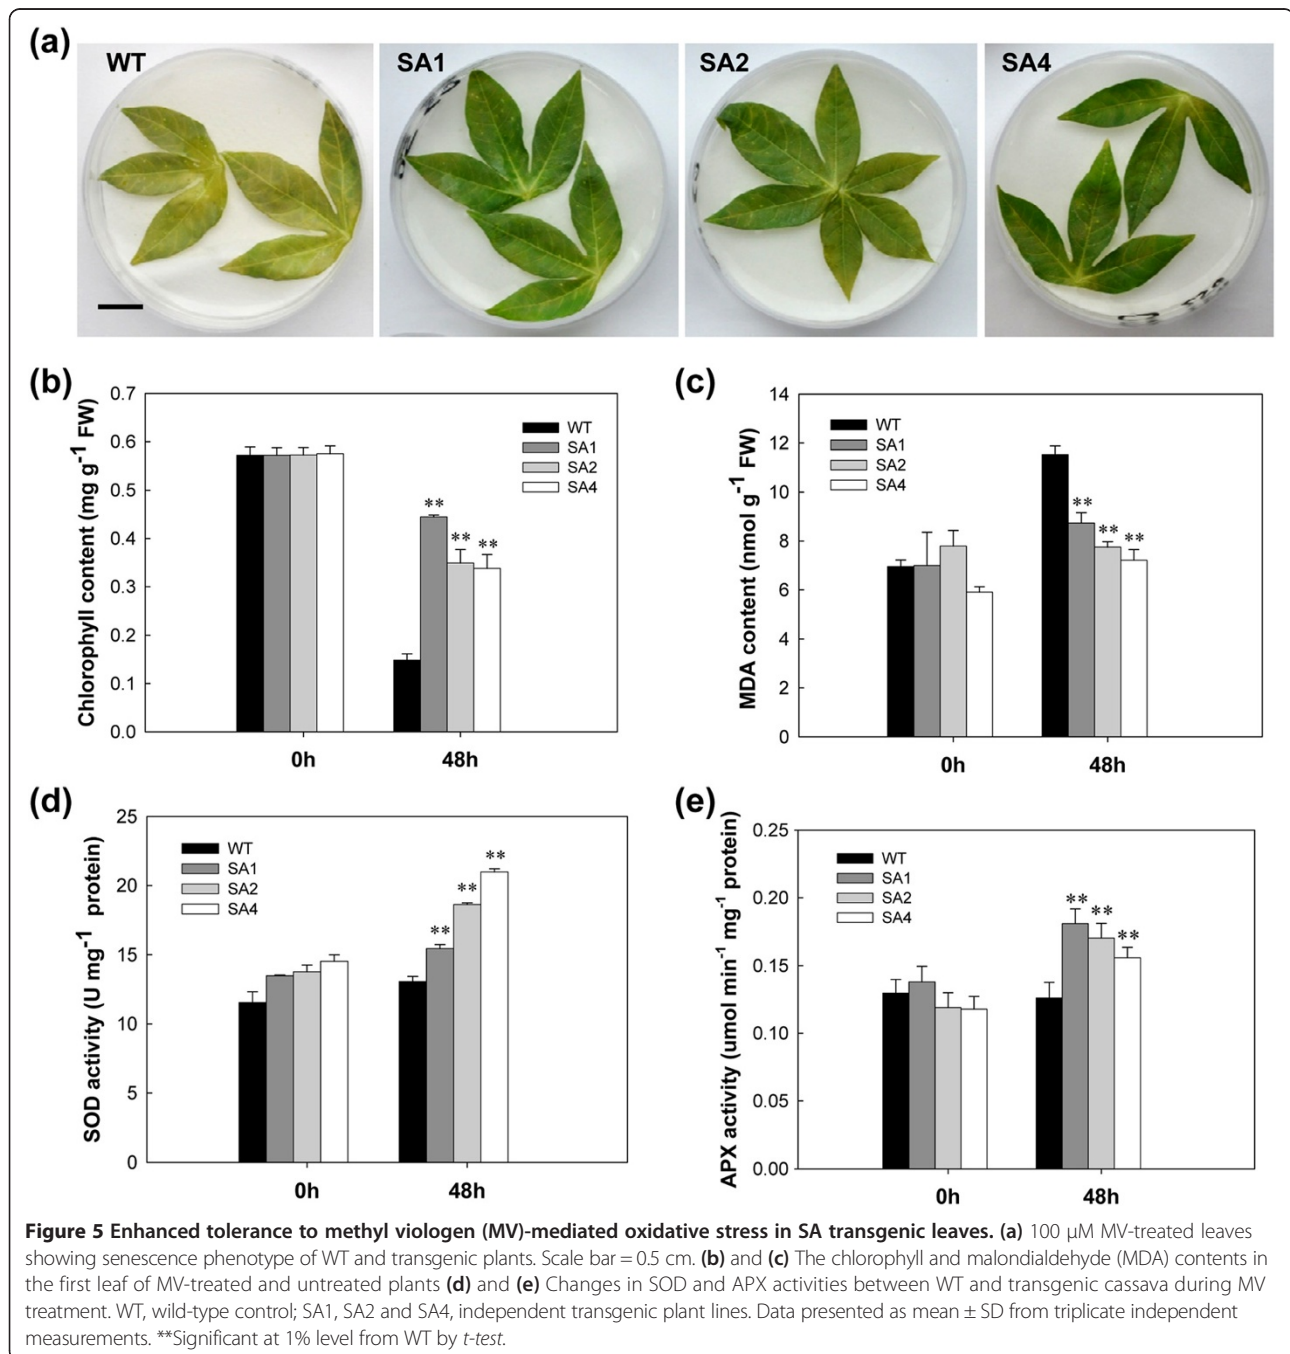 (a)
WT
SA1
SA2
SA4
(b)
Chlorophyll content (mg g⁻¹ FW)
0.7
0.6
0.5
0.4
0.3
0.2
0.1
0.0
WT
SA1
SA2
SA4
**
**
**
0h
48h
(c)
MDA content (nmol g⁻¹ FW)
14
12
10
8
6
4
2
0
WT
SA1
SA2
SA4
**
**
**
0h
48h
(d)
SOD activity (U mg⁻¹ protein)
25
20
15
10
5
0
WT
SA1
SA2
SA4
**
**
**
0h
48h
(e)
APX activity (umol min⁻¹ mg⁻¹ protein)
0.25
0.20
0.15
0.10
0.05
0.00
WT
SA1
SA2
SA4
**
**
**
0h
48h
Figure 5 Enhanced tolerance to methyl viologen (MV)-mediated oxidative stress in SA transgenic leaves. (a) 100 μM MV-treated leaves
showing senescence phenotype of WT and transgenic plants. Scale bar = 0.5 cm. (b) and (c) The chlorophyll and malondialdehyde (MDA) contents in
the first leaf of MV-treated and untreated plants (d) and (e) Changes in SOD and APX activities between WT and transgenic cassava during MV
treatment. WT, wild-type control; SA1, SA2 and SA4, independent transgenic plant lines. Data presented as mean ± SD from triplicate independent
measurements. **Significant at 1% level from WT by t-test.